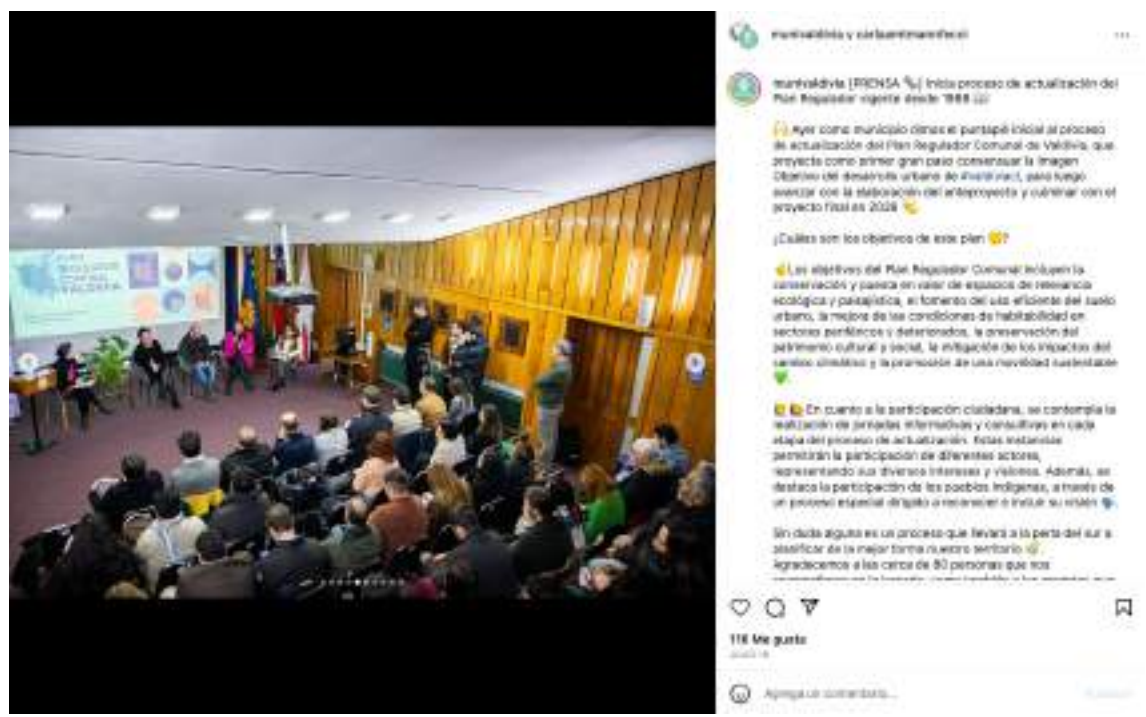 PLAN
REGULADOR
COMUNAL
VALDIVIA
munivaldivia y carlaamtmannfecci
munivaldivia [PRENSA 🗞️] Inicia proceso de actualización del
Plan Regulador vigente desde 1988 📖
🙌 Ayer como municipio dimos el puntapié inicial al proceso
de actualización del Plan Regulador Comunal de Valdivia, que
proyecta como primer gran paso consensuar la Imagen
Objetivo del desarrollo urbano de #valdiviacl, para luego
avanzar con la elaboración del anteproyecto y culminar con el
proyecto final en 2028
¿Cuáles son los objetivos de este plan ?
Los objetivos del Plan Regulador Comunal incluyen la
conservación y puesta en valor de espacios de relevancia
ecológica y paisajística, el fomento del uso eficiente del suelo
urbano, la mejora de las condiciones de habitabilidad en
sectores periféricos y deteriorados, la preservación del
patrimonio cultural y social, la mitigación de los impactos del
cambio climático y la promoción de una movilidad sustentable
💚
En cuanto a la participación ciudadana, se contempla la
realización de jornadas informativas y consultivas en cada
etapa del proceso de actualización. Estas instancias
permitirán la participación de diferentes actores,
representando sus diversos intereses y visiones. Además, se
destaca la participación de los pueblos indígenas, a través de
un proceso especial dirigido a reconocer e incluir su visión 🗣️.
Sin duda alguna es un proceso que llevará a la perla del sur a
planificar de la mejor forma nuestro territorio
Agradecemos a las cerca de 80 personas que nos
116 Me gusta
Agrega un comentario...